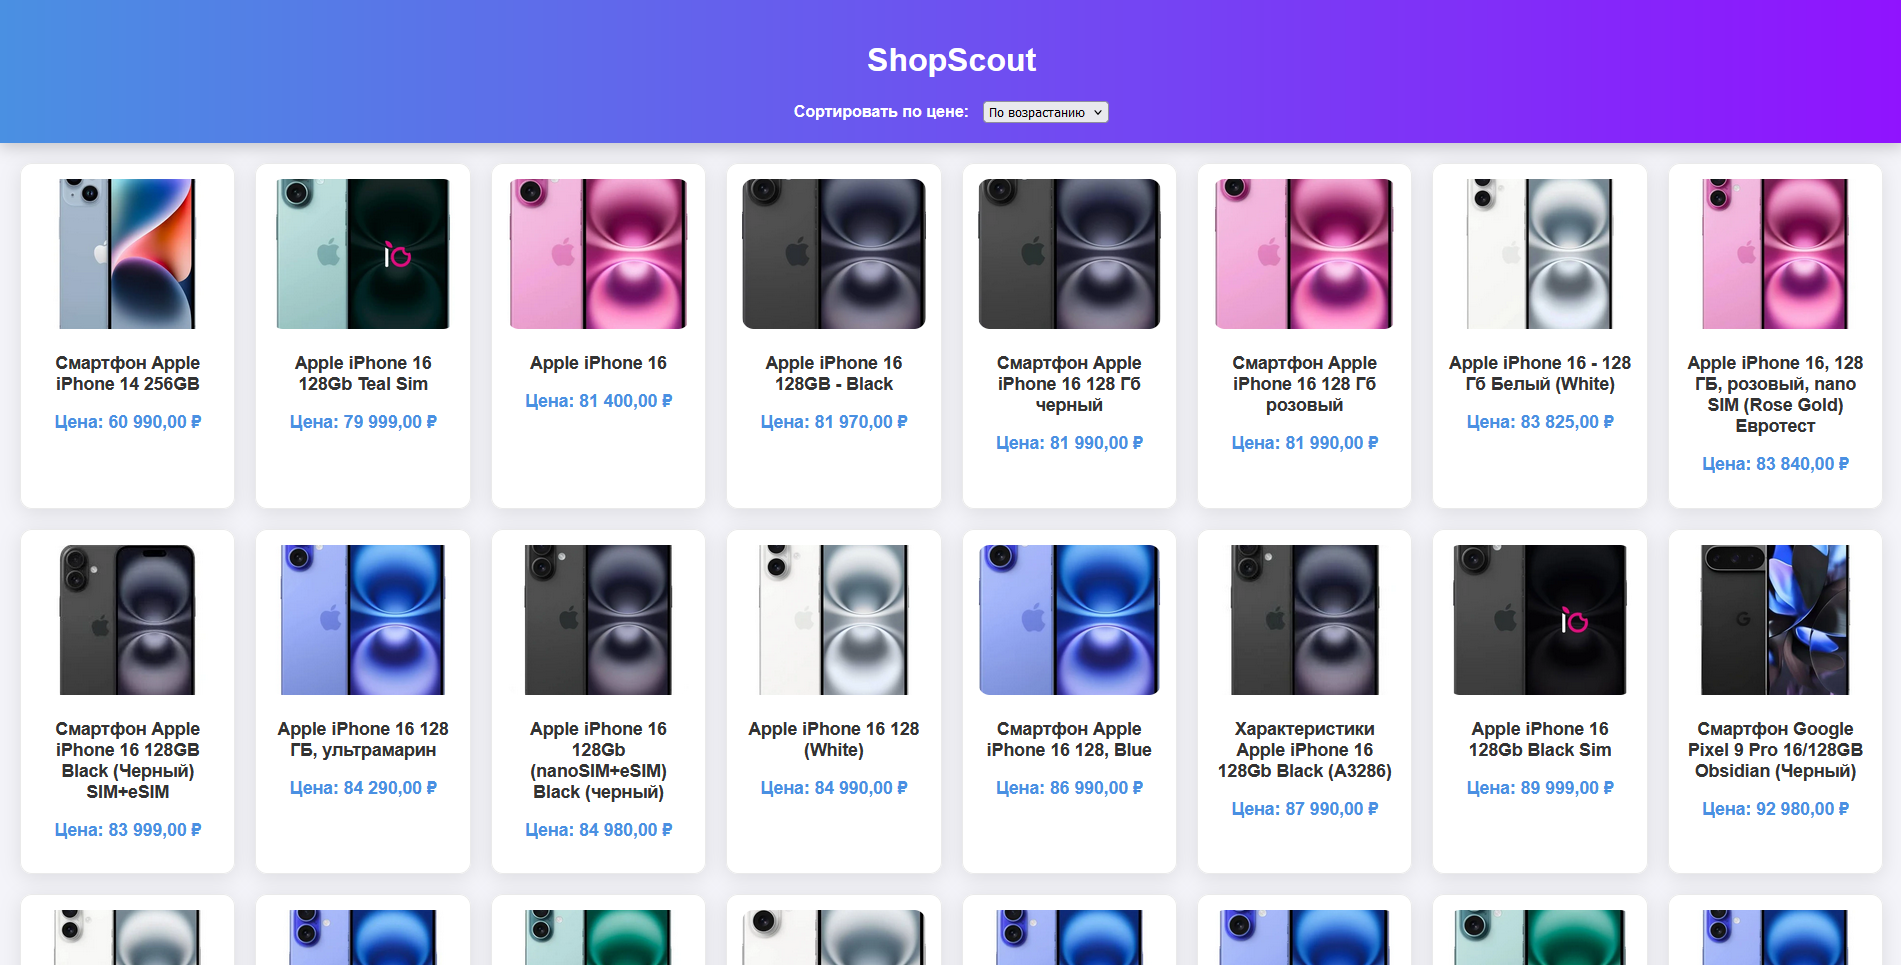 ShopScout
Сортировать по цене:
По возрастанию
Смартфон Apple
iPhone 14 256GB
Цена: 60 990,00 ₽
Apple iPhone 16
128Gb Teal Sim
Цена: 79 999,00 ₽
Apple iPhone 16
Цена: 81 400,00 ₽
Apple iPhone 16
128GB - Black
Цена: 81 970,00 ₽
Смартфон Apple
iPhone 16 128 Гб
черный
Цена: 81 990,00 ₽
Смартфон Apple
iPhone 16 128 Гб
розовый
Цена: 81 990,00 ₽
Apple iPhone 16 - 128
Гб Белый (White)
Цена: 83 825,00 ₽
Apple iPhone 16, 128
ГБ, розовый, nano
SIM (Rose Gold)
Евротест
Цена: 83 840,00 ₽
Смартфон Apple
iPhone 16 128GB
Black (Черный)
SIM+eSIM
Цена: 83 999,00 ₽
Apple iPhone 16 128
ГБ, ультрамарин
Цена: 84 290,00 ₽
Apple iPhone 16
128Gb
(nanoSIM+eSIM)
Black (черный)
Цена: 84 980,00 ₽
Apple iPhone 16 128
(White)
Цена: 84 990,00 ₽
Смартфон Apple
iPhone 16 128, Blue
Цена: 86 990,00 ₽
Характеристики
Apple iPhone 16
128Gb Black (A3286)
Цена: 87 990,00 ₽
Apple iPhone 16
128Gb Black Sim
Цена: 89 999,00 ₽
Смартфон Google
Pixel 9 Pro 16/128GB
Obsidian (Черный)
Цена: 92 980,00 ₽